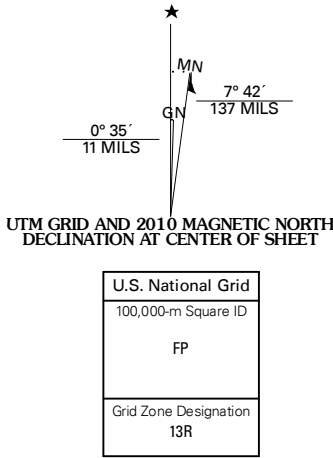 MN
7° 42´
137 MILS
GN
0° 35´
11 MILS
UTM GRID AND 2010 MAGNETIC NORTH
DECLINATION AT CENTER OF SHEET
U.S. National Grid
100,000-m Square ID
FP
Grid Zone Designation
13R